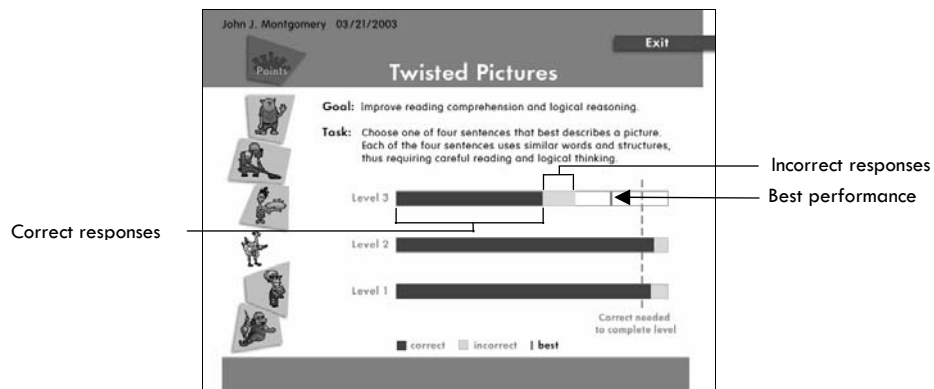 John J. Montgomery 03/21/2003
Exit
Points
Twisted Pictures
Goal: Improve reading comprehension and logical reasoning.
Task: Choose one of four sentences that best describes a picture.
Each of the four sentences uses similar words and structures,
thus requiring careful reading and logical thinking.
Incorrect responses
Level 3
Best performance
Correct responses
Level 2
Level 1
Correct needed
to complete level
correct incorrect best